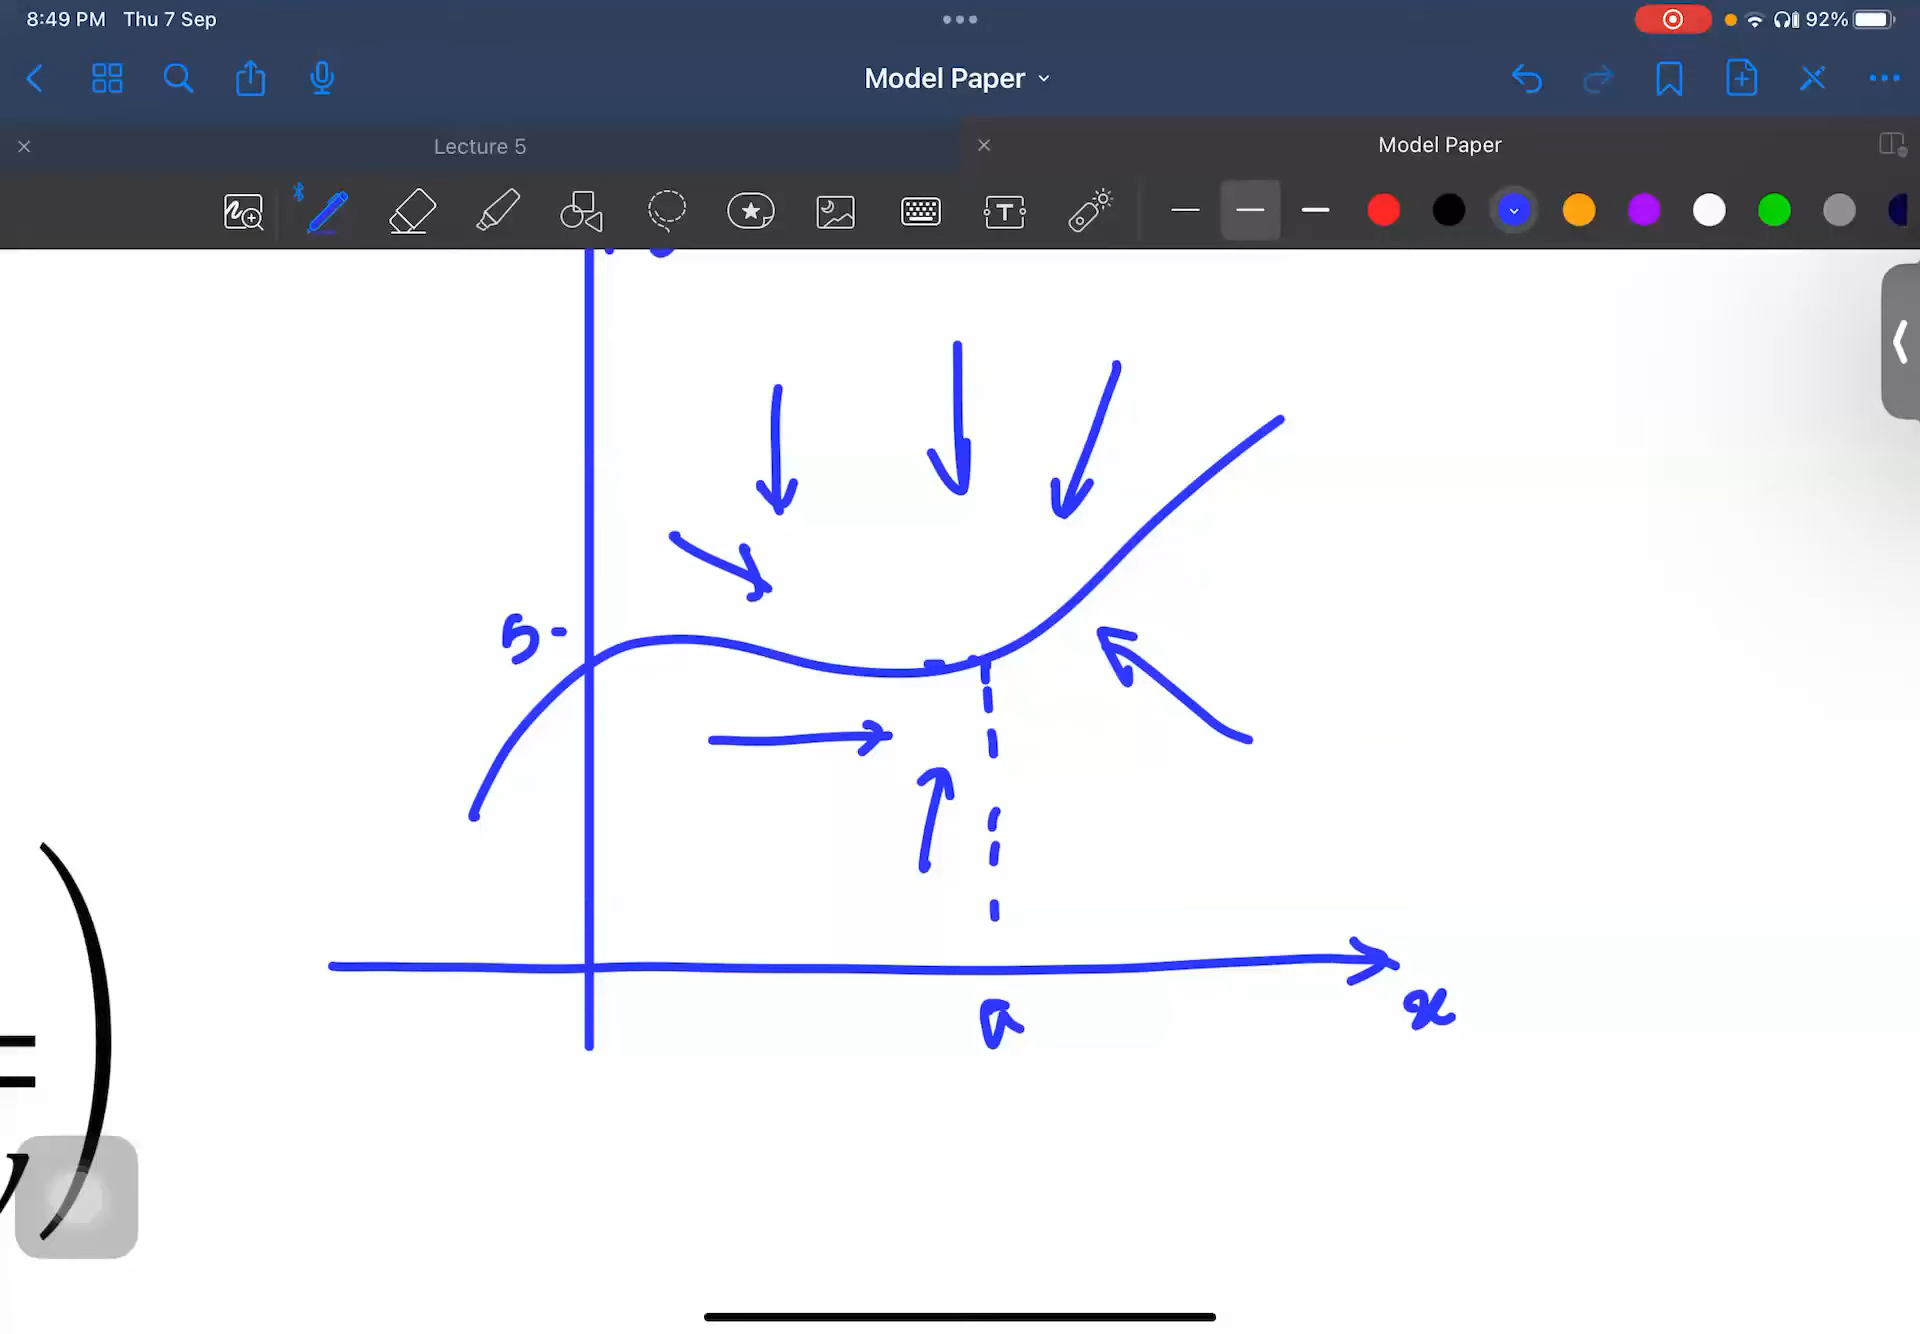 8:49 PM Thu 7 Sep
92%
Model Paper
Lecture 5
Model Paper
T
5-
a
x
=